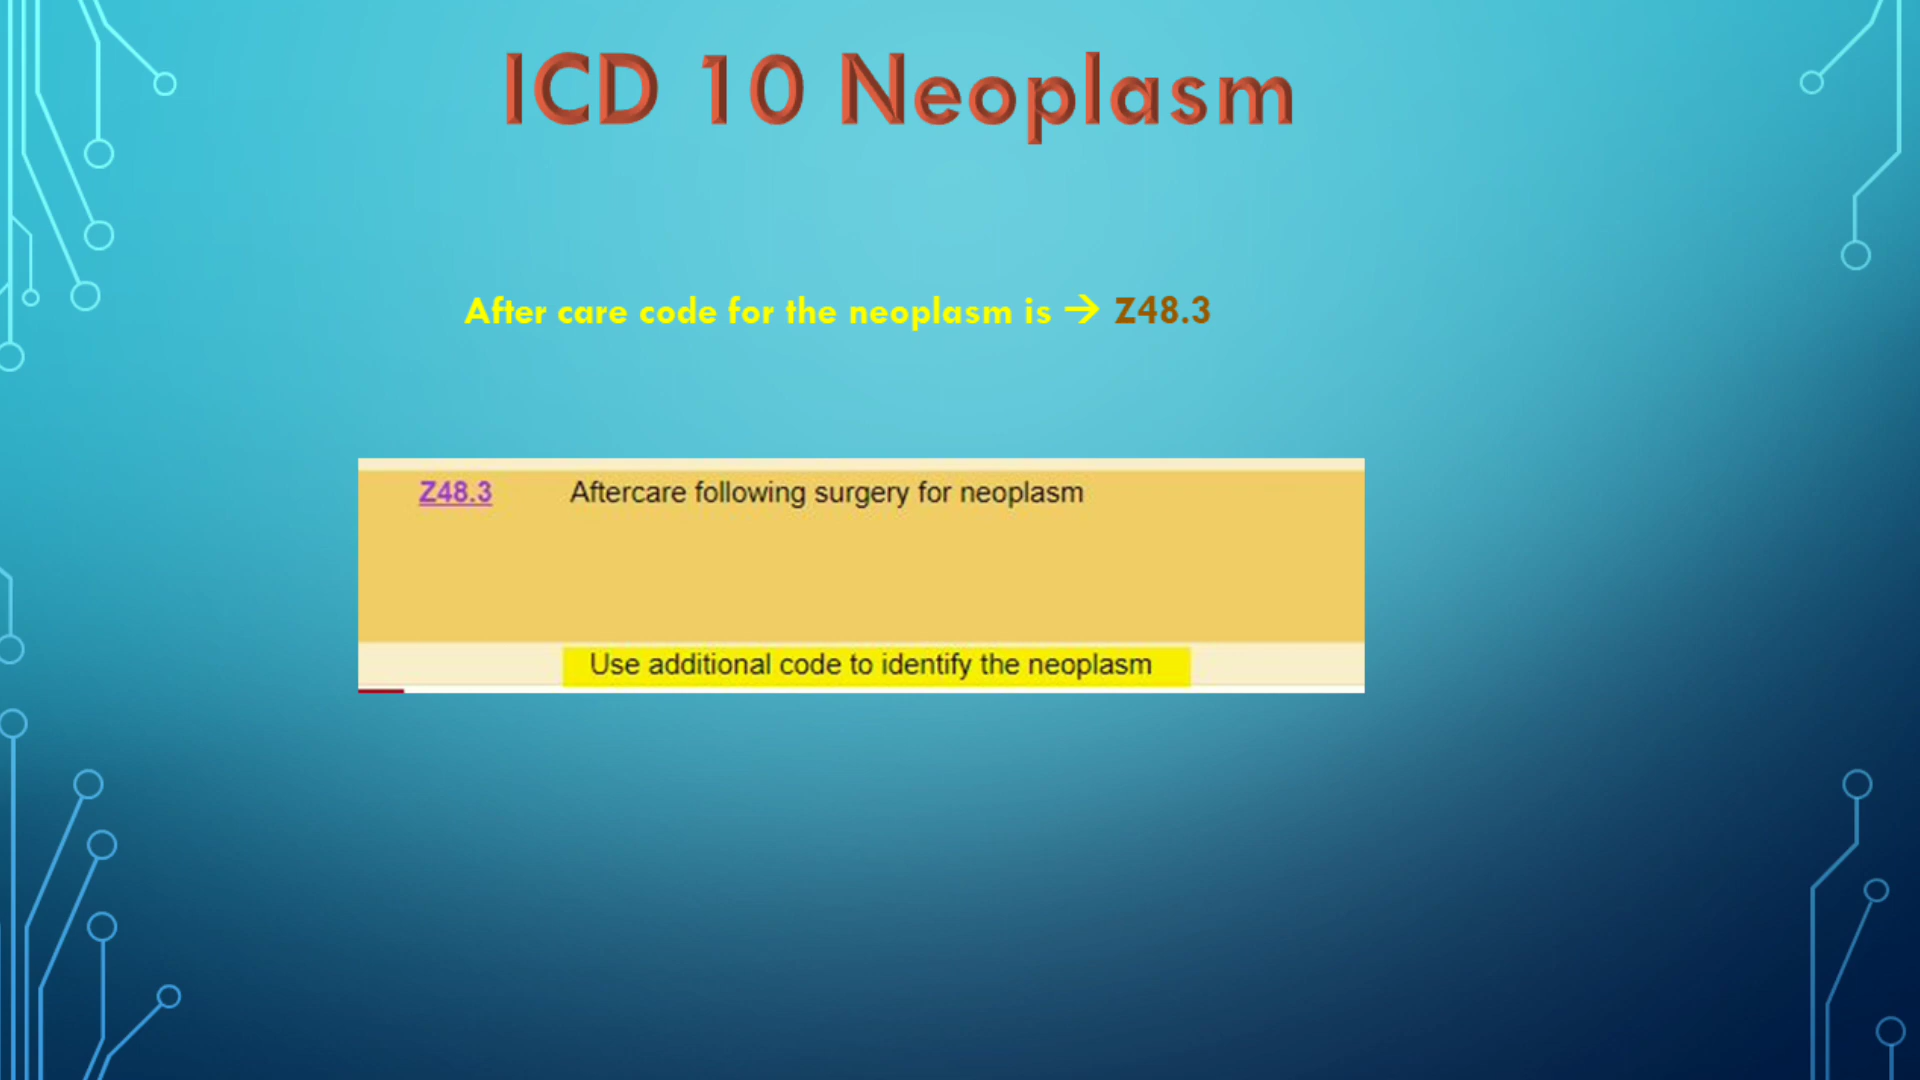 ICD 10 Neoplasm
After care code for the neoplasm is → Z48.3
Z48.3 Aftercare following surgery for neoplasm
Use additional code to identify the neoplasm